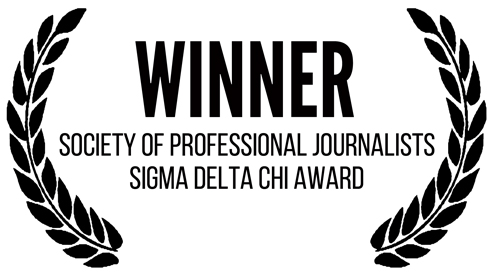 WINNER
SOCIETY OF PROFESSIONAL JOURNALISTS
SIGMA DELTA CHI AWARD